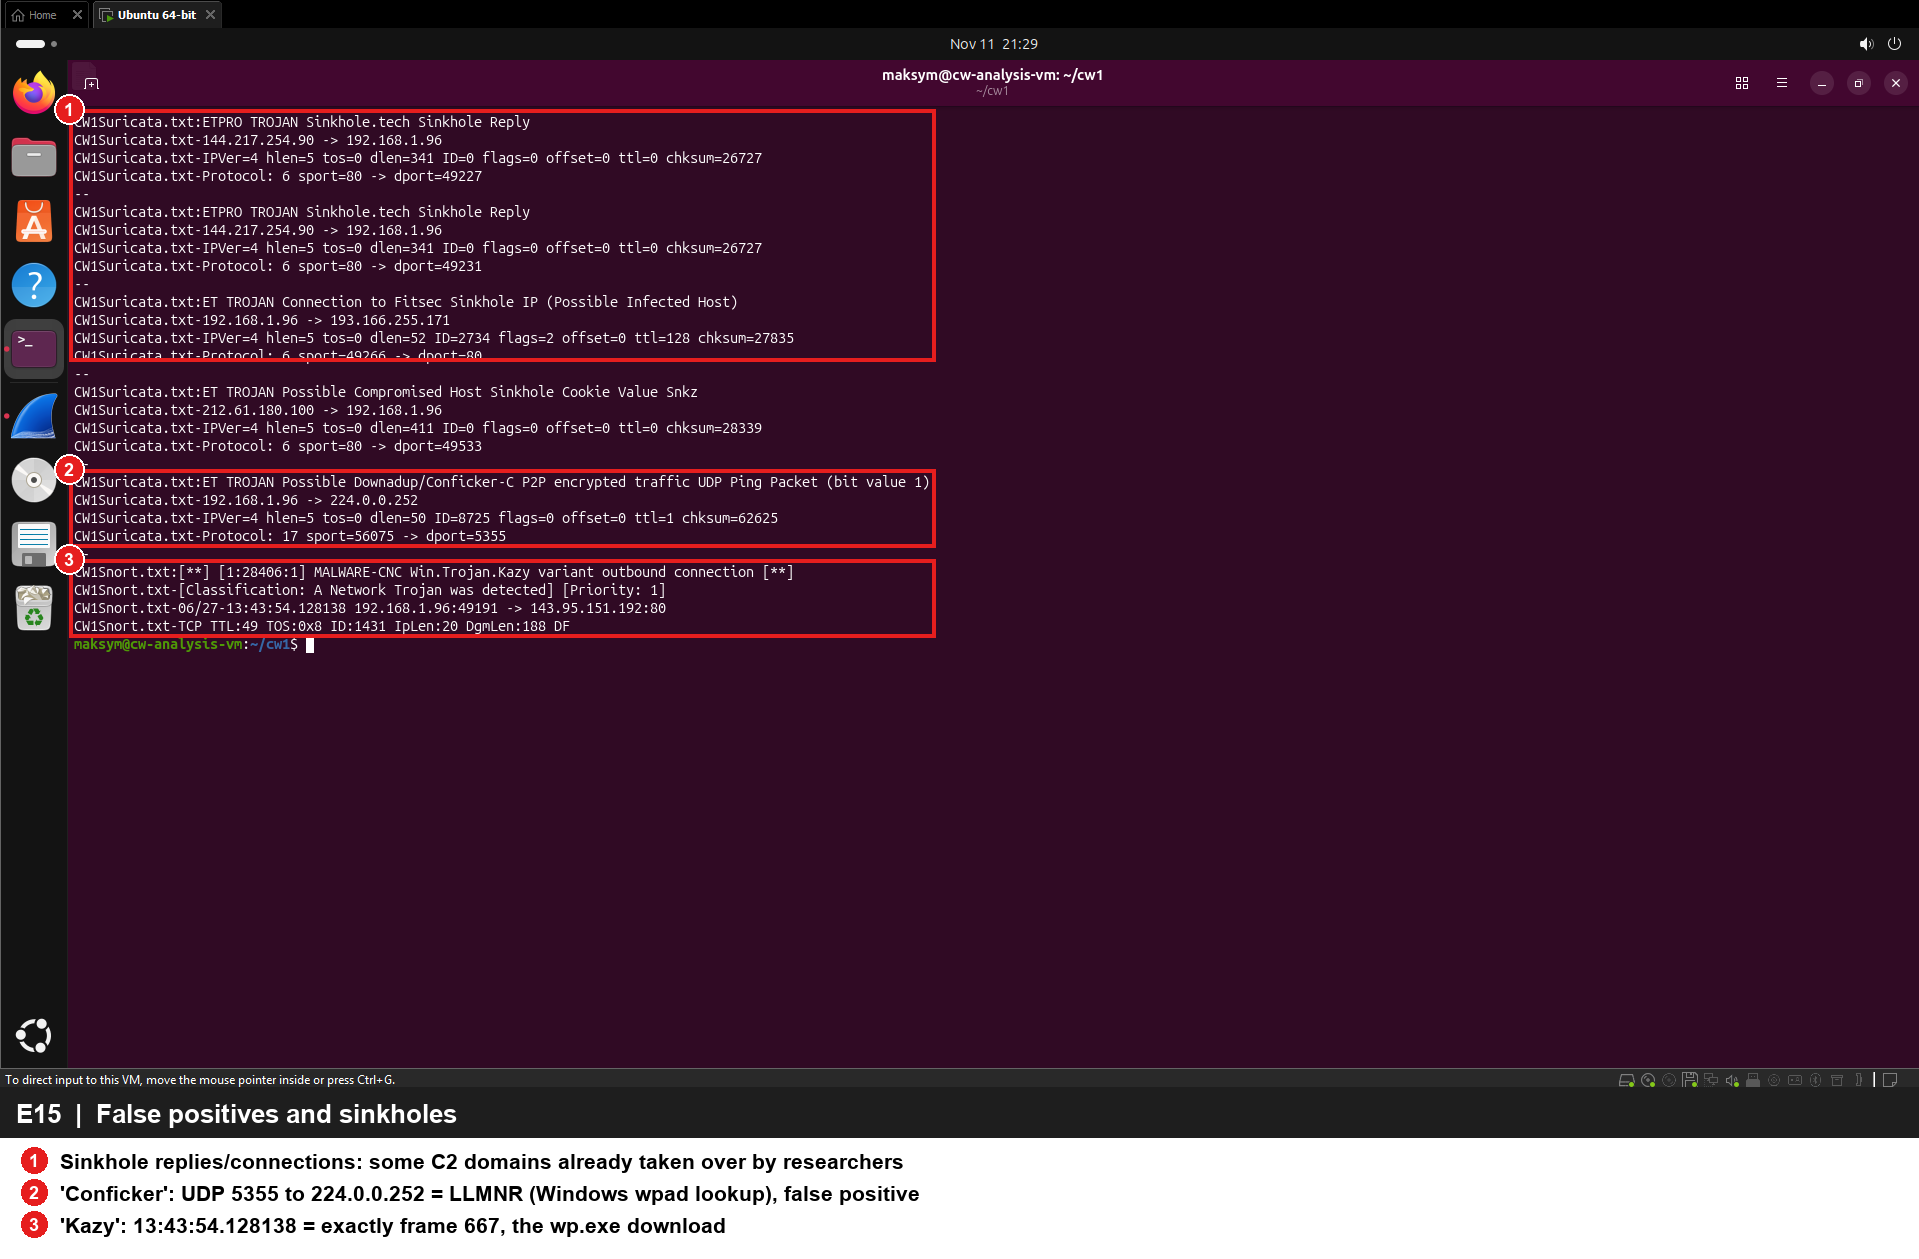 Home
Ubuntu 64-bit
Nov 11 21:29
maksym@cw-analysis-vm: ~/cw1
~/cw1
1
CW1Suricata.txt:ETPRO TROJAN Sinkhole.tech Sinkhole Reply
CW1Suricata.txt-144.217.254.90 -> 192.168.1.96
CW1Suricata.txt-IPVer=4 hlen=5 tos=0 dlen=341 ID=0 flags=0 offset=0 ttl=0 chksum=26727
CW1Suricata.txt-Protocol: 6 sport=80 -> dport=49227
--
CW1Suricata.txt:ETPRO TROJAN Sinkhole.tech Sinkhole Reply
CW1Suricata.txt-144.217.254.90 -> 192.168.1.96
CW1Suricata.txt-IPVer=4 hlen=5 tos=0 dlen=341 ID=0 flags=0 offset=0 ttl=0 chksum=26727
CW1Suricata.txt-Protocol: 6 sport=80 -> dport=49231
--
CW1Suricata.txt:ET TROJAN Connection to Fitsec Sinkhole IP (Possible Infected Host)
CW1Suricata.txt-192.168.1.96 -> 193.166.255.171
CW1Suricata.txt-IPVer=4 hlen=5 tos=0 dlen=52 ID=2734 flags=2 offset=0 ttl=128 chksum=27835
CW1Suricata.txt-Protocol: 6 sport=49266 -> dport=80
--
CW1Suricata.txt:ET TROJAN Possible Compromised Host Sinkhole Cookie Value Snkz
CW1Suricata.txt-212.61.180.100 -> 192.168.1.96
CW1Suricata.txt-IPVer=4 hlen=5 tos=0 dlen=411 ID=0 flags=0 offset=0 ttl=0 chksum=28339
CW1Suricata.txt-Protocol: 6 sport=80 -> dport=49533
--
2
CW1Suricata.txt:ET TROJAN Possible Downadup/Conficker-C P2P encrypted traffic UDP Ping Packet (bit value 1)
CW1Suricata.txt-192.168.1.96 -> 224.0.0.252
CW1Suricata.txt-IPVer=4 hlen=5 tos=0 dlen=50 ID=8725 flags=0 offset=0 ttl=1 chksum=62625
CW1Suricata.txt-Protocol: 17 sport=56075 -> dport=5355
--
3
CW1Snort.txt:[**] [1:28406:1] MALWARE-CNC Win.Trojan.Kazy variant outbound connection [**]
CW1Snort.txt-[Classification: A Network Trojan was detected] [Priority: 1]
CW1Snort.txt-06/27-13:43:54.128138 192.168.1.96:49191 -> 143.95.151.192:80
CW1Snort.txt-TCP TTL:49 TOS:0x8 ID:1431 IpLen:20 DgmLen:188 DF
maksym@cw-analysis-vm:~/cw1$
To direct input to this VM, move the mouse pointer inside or press Ctrl+G.
E15 | False positives and sinkholes
1 Sinkhole replies/connections: some C2 domains already taken over by researchers
2 'Conficker': UDP 5355 to 224.0.0.252 = LLMNR (Windows wpad lookup), false positive
3 'Kazy': 13:43:54.128138 = exactly frame 667, the wp.exe download